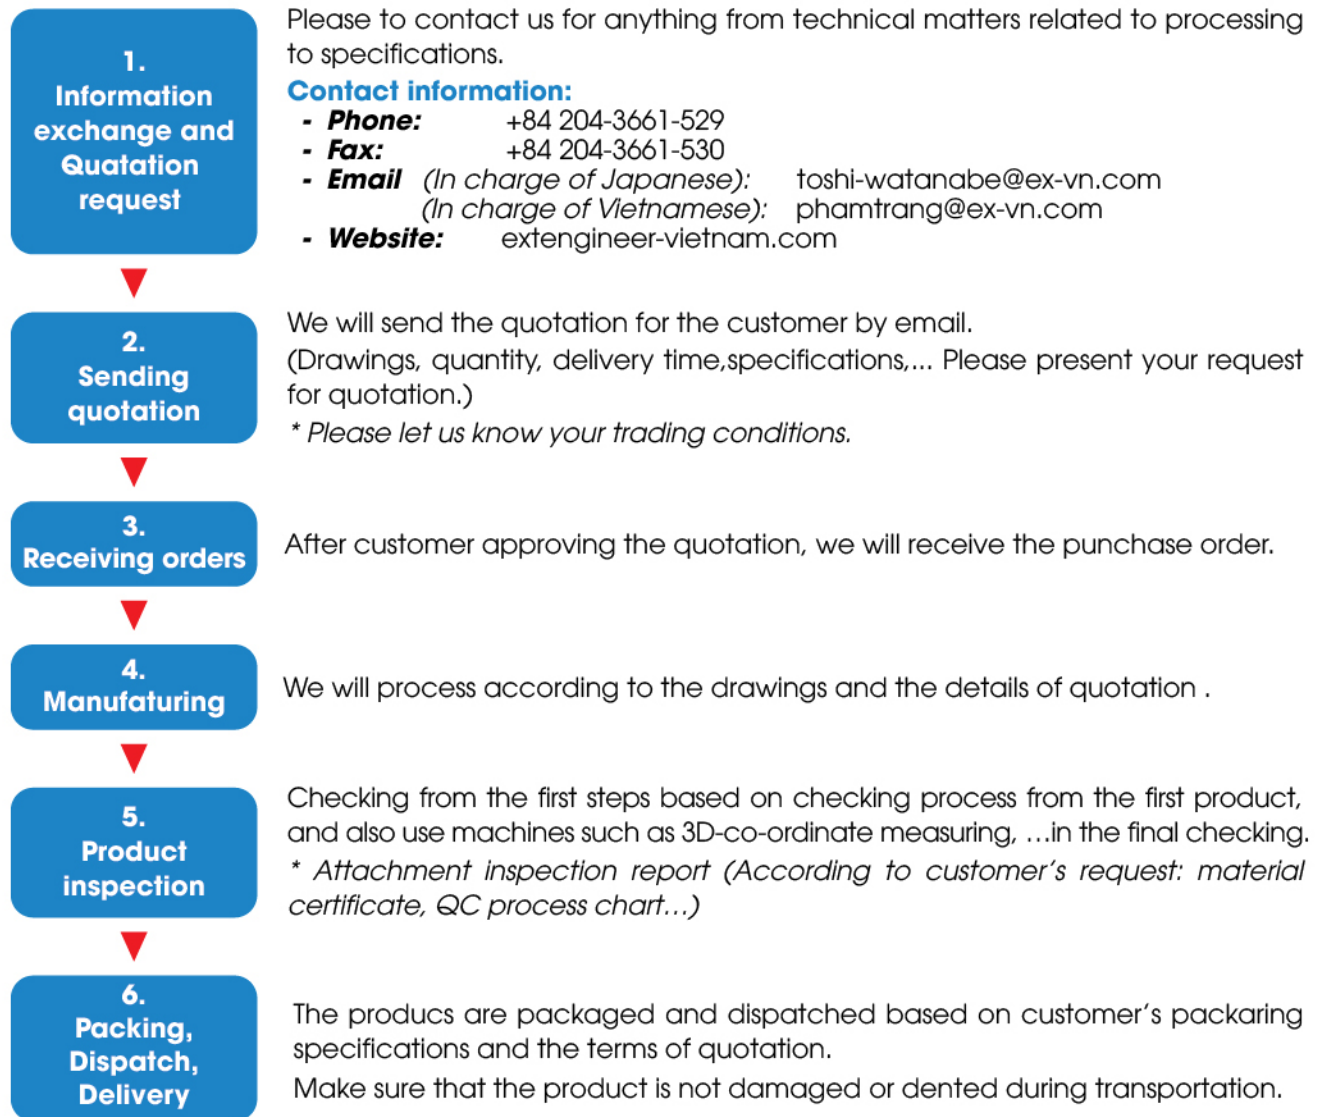 1.
Information
exchange and
Quatation
request
Please to contact us for anything from technical matters related to processing
to specifications.
Contact information:
- Phone: +84 204-3661-529
- Fax: +84 204-3661-530
- Email (In charge of Japanese): toshi-watanabe@ex-vn.com
(In charge of Vietnamese): phamtrang@ex-vn.com
- Website: extengineer-vietnam.com
2.
Sending
quotation
We will send the quotation for the customer by email.
(Drawings, quantity, delivery time,specifications,... Please present your request
for quotation.)
* Please let us know your trading conditions.
3.
Receiving orders
After customer approving the quotation, we will receive the punchase order.
4.
Manufaturing
We will process according to the drawings and the details of quotation .
5.
Product
inspection
Checking from the first steps based on checking process from the first product,
and also use machines such as 3D-co-ordinate measuring, ...in the final checking.
* Attachment inspection report (According to customer's request: material
certificate, QC process chart...)
6.
Packing,
Dispatch,
Delivery
The producs are packaged and dispatched based on customer's packaring
specifications and the terms of quotation.
Make sure that the product is not damaged or dented during transportation.